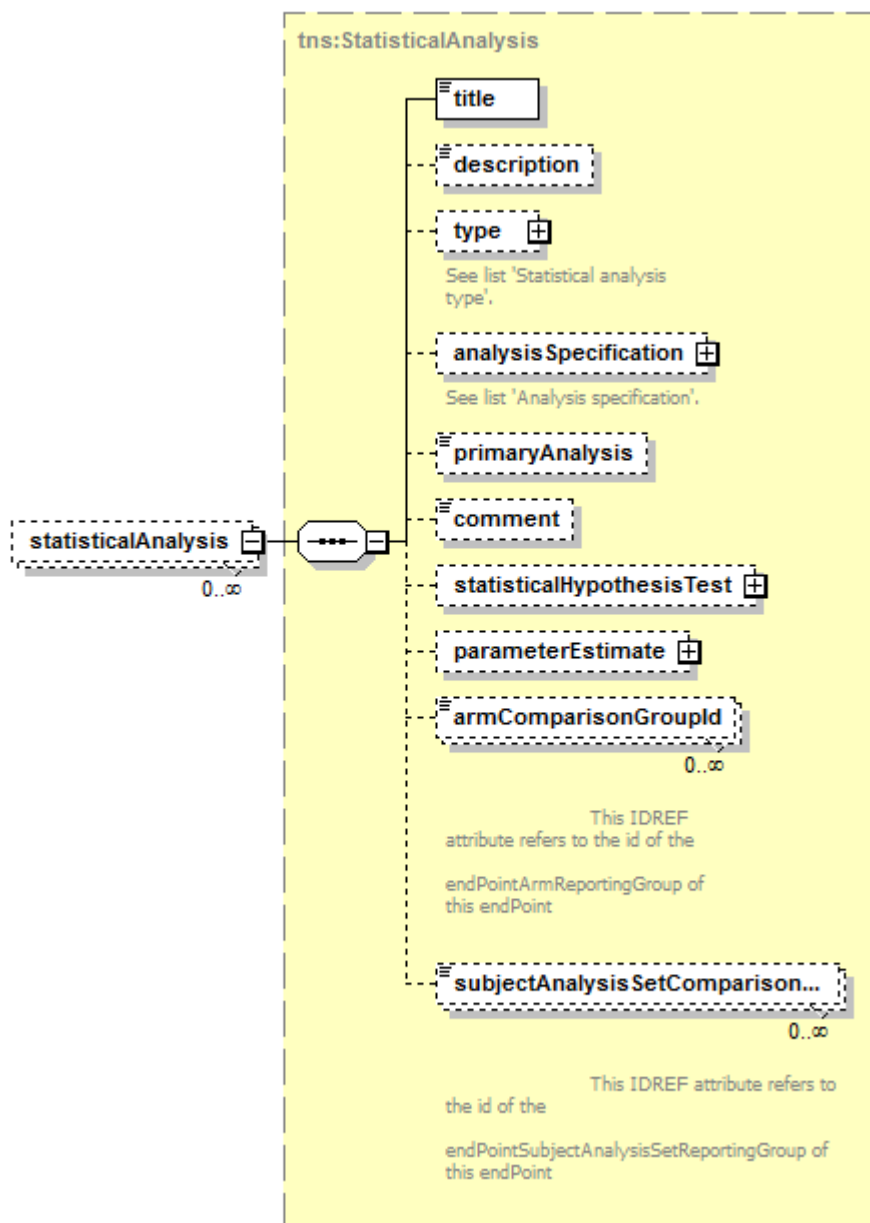 tns:StatisticalAnalysis
title
description
type
See list 'Statistical analysis
type'.
analysisSpecification
See list 'Analysis specification'.
primaryAnalysis
statisticalAnalysis
0..∞
comment
statisticalHypothesisTest
parameterEstimate
armComparisonGroupId
0..∞
This IDREF
attribute refers to the id of the
endPointArmReportingGroup of
this endPoint
subjectAnalysisSetComparison...
0..∞
This IDREF attribute refers to
the id of the
endPointSubjectAnalysisSetReportingGroup of
this endPoint